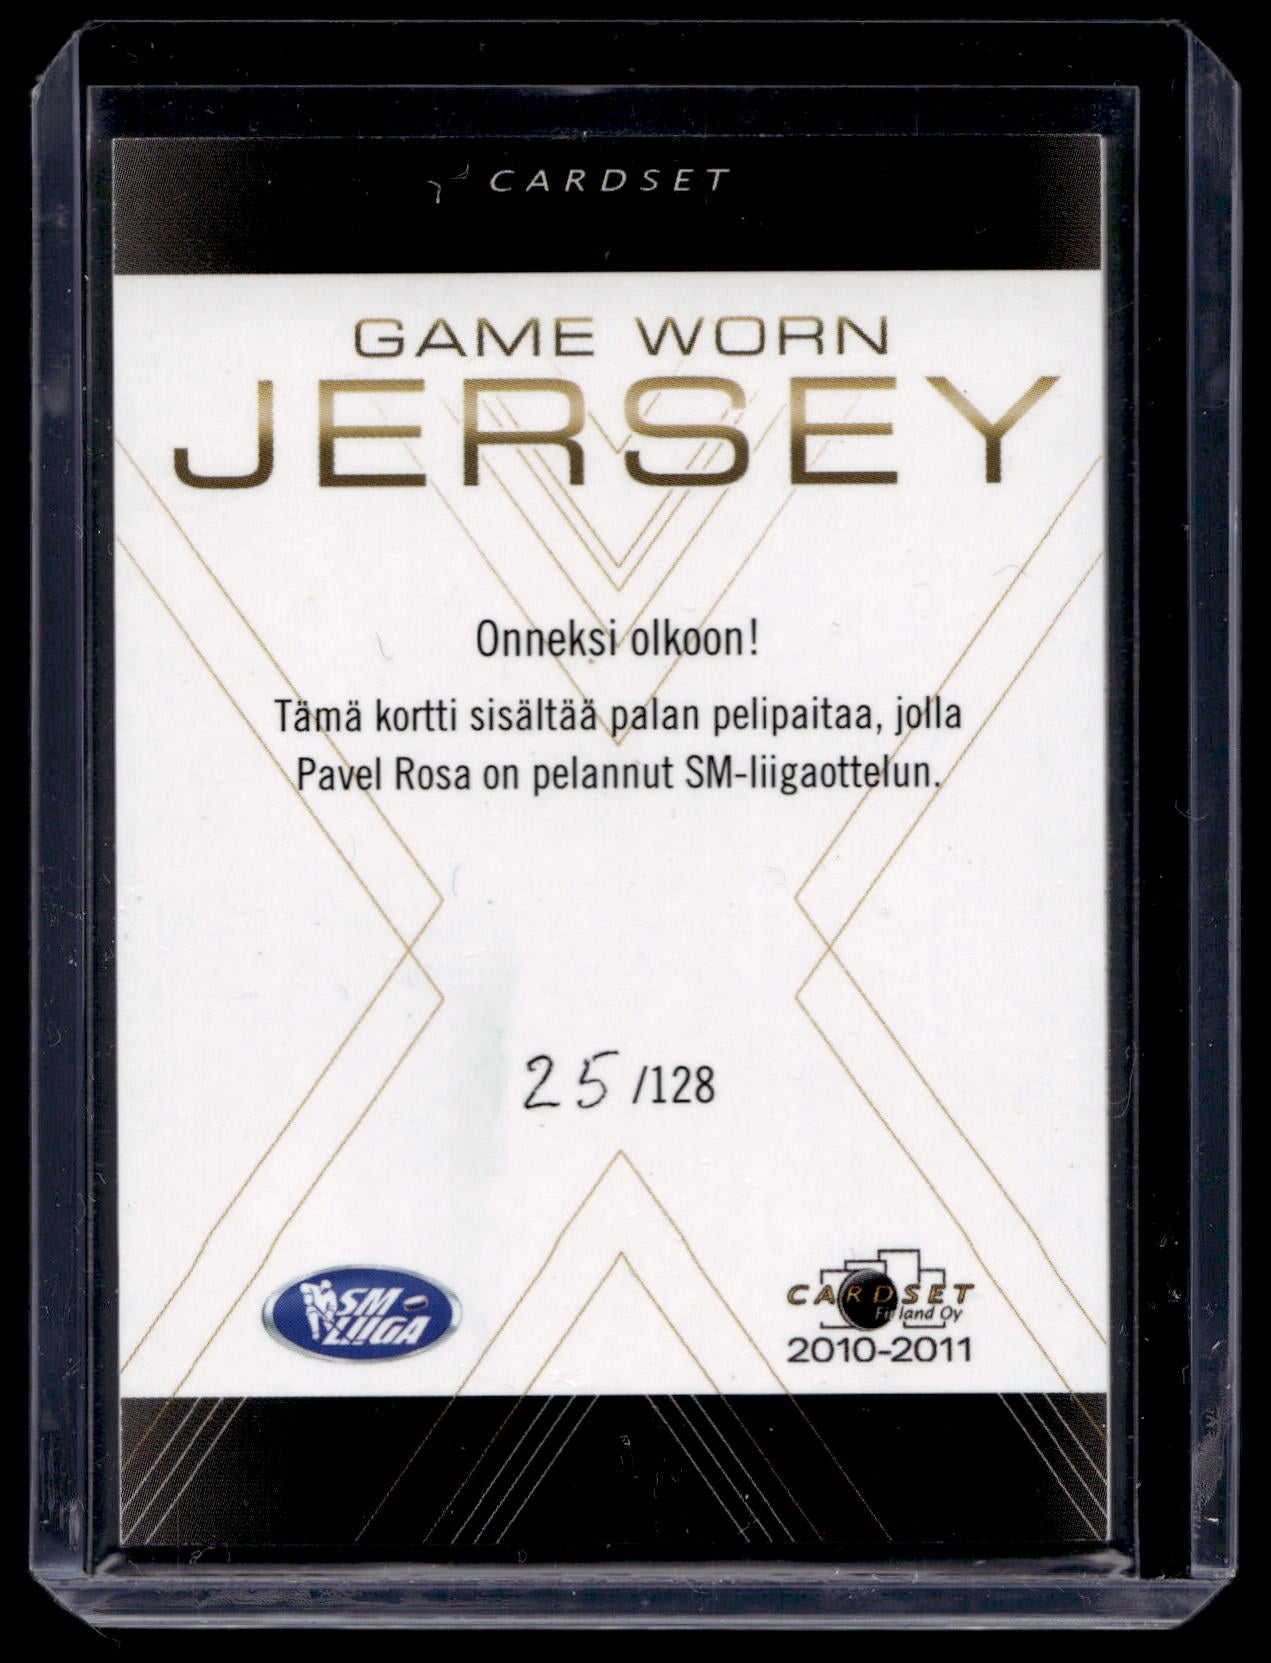 CARDSET
GAME WORN
JERSEY
Onneksi olkoon!
Tämä kortti sisältää palan pelipaitaa, jolla
Pavel Rosa on pelannut SM-liigaottelun.
25 /128
SM-
LIIGA
CARDSET
Finland Oy
2010-2011